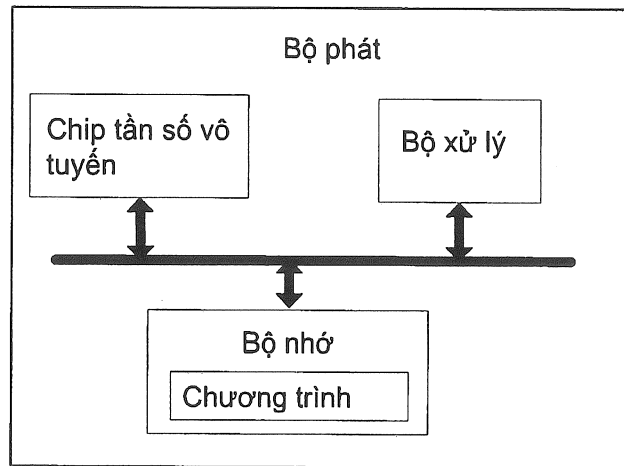 Bộ phát
Chip tần số vô
tuyến
Bộ xử lý
Bộ nhớ
Chương trình